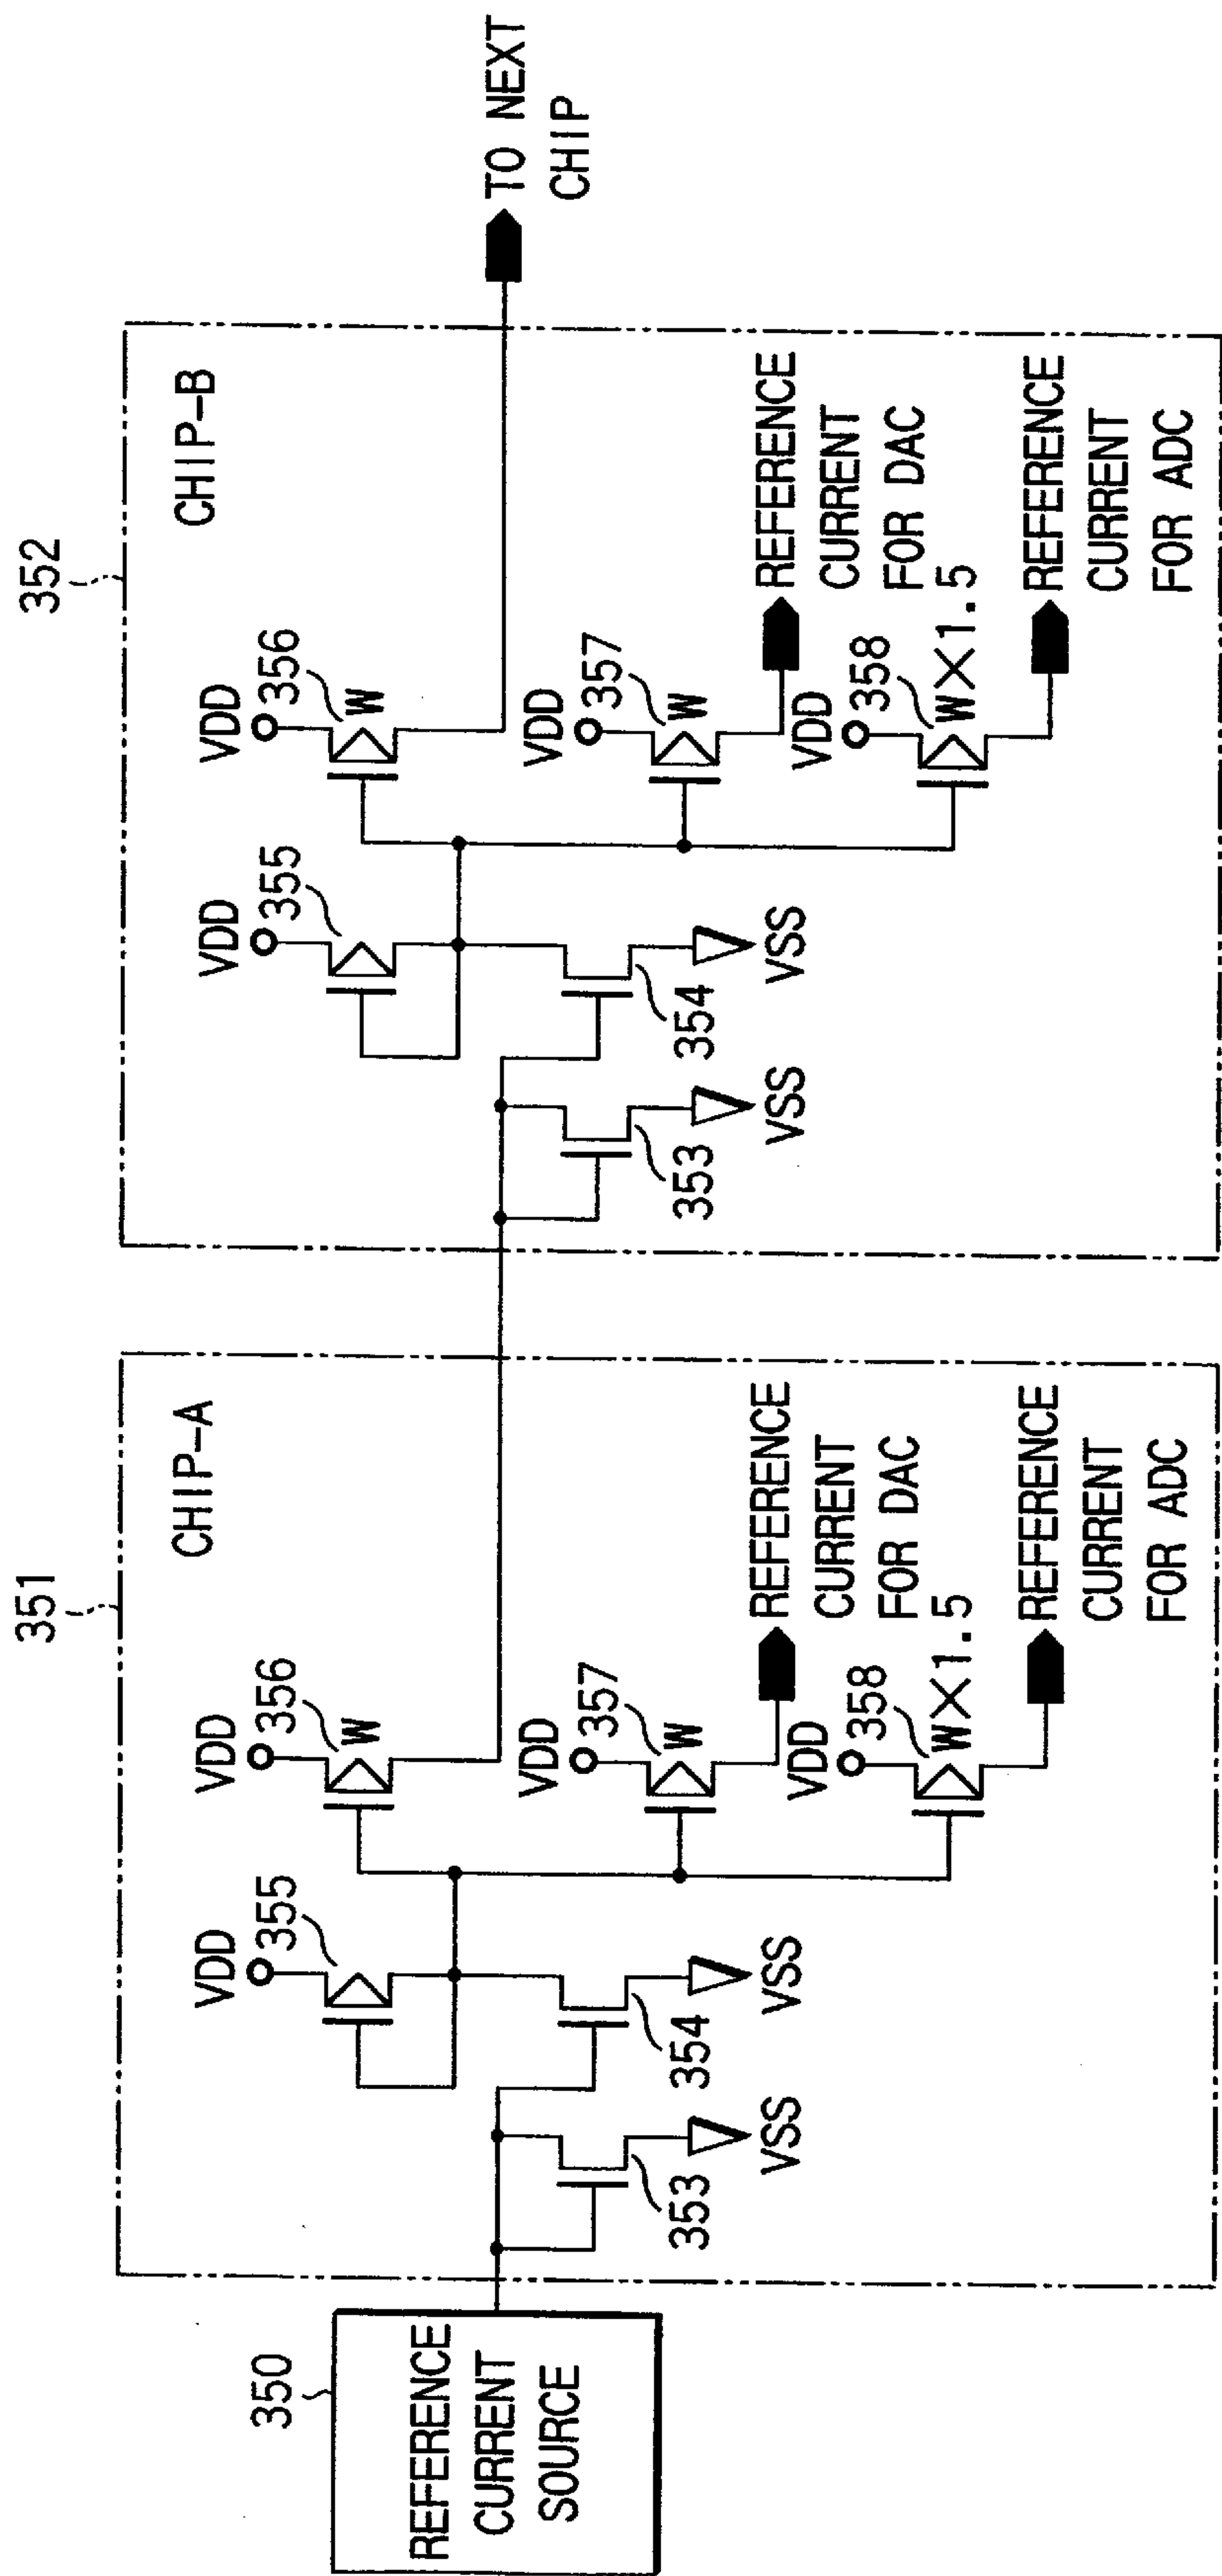 350
REFERENCE
CURRENT
SOURCE
351
CHIP-A
353
VSS
354
VSS
VDD
355
VDD
356
W
VDD
357
W
REFERENCE
CURRENT
FOR DAC
VDD
358
W×1.5
REFERENCE
CURRENT
FOR ADC
352
CHIP-B
353
VSS
354
VSS
VDD
355
VDD
356
W
VDD
357
W
REFERENCE
CURRENT
FOR DAC
VDD
358
W×1.5
REFERENCE
CURRENT
FOR ADC
TO NEXT
CHIP